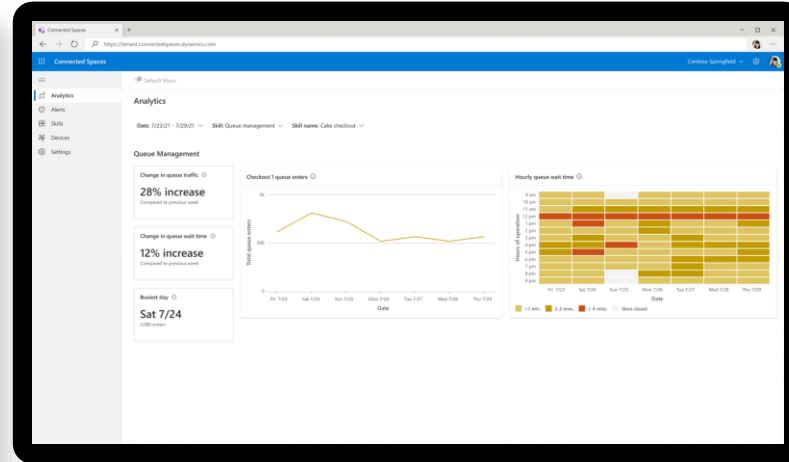 Connected Spaces
https://tenant.connectedspaces.dynamics.com
Connected Spaces
Contoso Springfield
Analytics
Alerts
Skills
Devices
Settings
Default filters
Analytics
Date: 7/23/21 - 7/29/21 Skill: Queue management Skill name: Cake checkout
Queue Management
Change in queue traffic
28% increase
Compared to previous week
Change in queue wait time
12% increase
Compared to previous week
Busiest day
Sat 7/24
enters
Checkout 1 queue enters
Total queue enters
1K
500
0
Fri 7/23 Sat 7/24 Sun 7/25 Mon 7/26 Tue 7/27 Wed 7/28 Thu 7/29
Date
Hourly queue wait time
Hours of operation
9 am
10 am
11 am
12 pm
1 pm
2 pm
3 pm
4 pm
5 pm
6 pm
7 pm
8 pm
9 pm
Fri 7/23 Sat 7/24 Sun 7/25 Mon 7/26 Tue 7/27 Wed 7/28 Thu 7/29
Date
<1 min. 2-3 mins. > 4 mins. Store closed